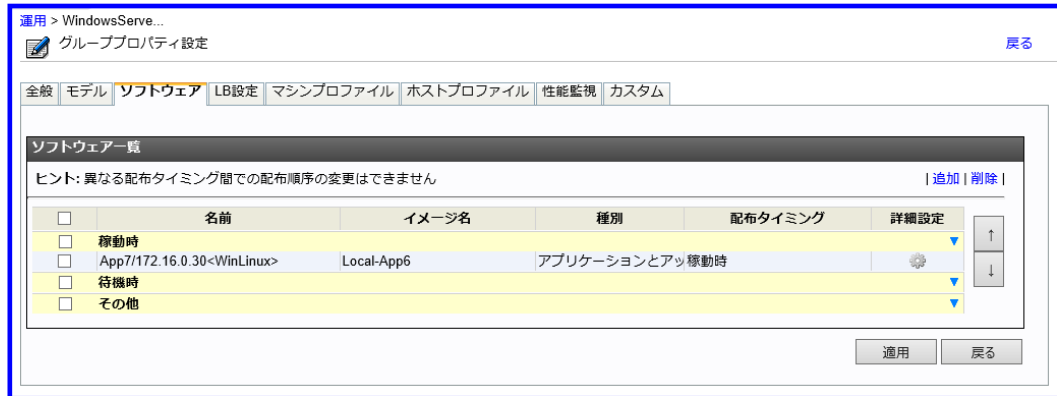 運用 > WindowsServe...
グループプロパティ設定 戻る
全般 モデル ソフトウェア LB設定 マシンプロファイル ホストプロファイル 性能監視 カスタム
ソフトウェア一覧
ヒント: 異なる配布タイミング間での配布順序の変更はできません | 追加 | 削除 |
名前 イメージ名 種別 配布タイミング 詳細設定
稼動時
App7/172.16.0.30<WinLinux> Local-App6 アプリケーションとアッ 稼動時
待機時
その他
↑
↓
適用 戻る